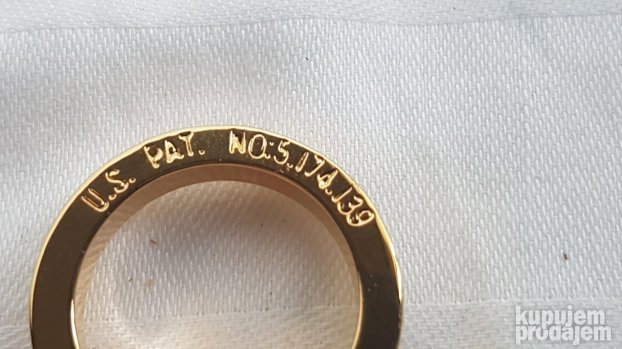 U.S. PAT. NO.5,174,139
kupujem
prodajem